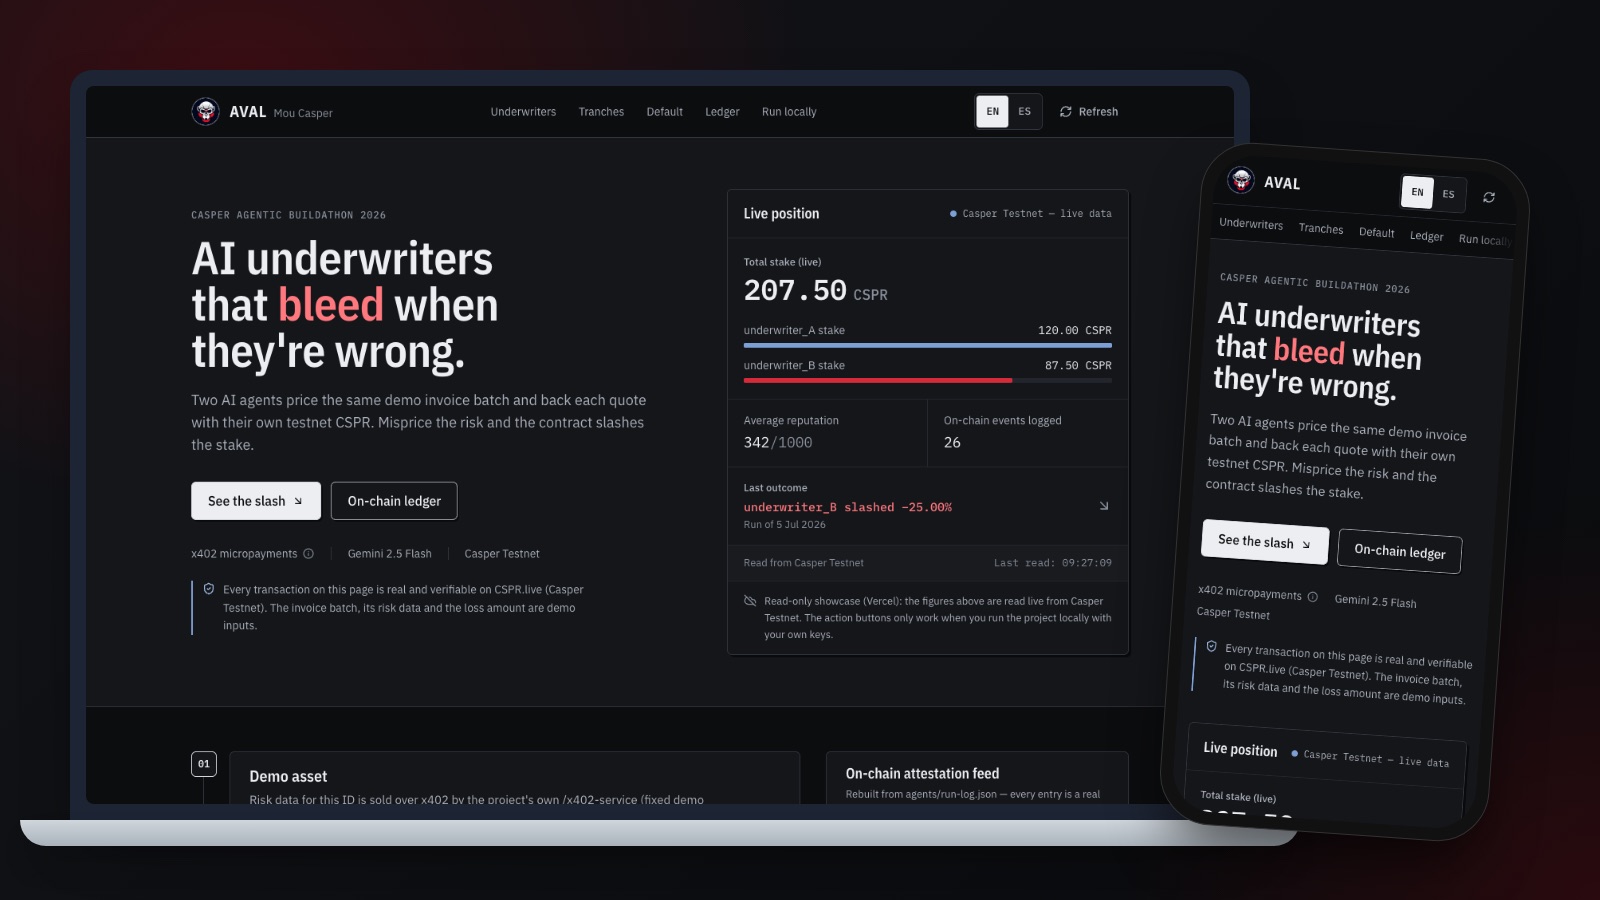 AVAL Mou Casper
Underwriters Tranches Default Ledger Run locally
EN ES Refresh
CASPER AGENTIC BUILDATHON 2026
AI underwriters
that bleed when
they're wrong.
Two AI agents price the same demo invoice batch and back each quote
with their own testnet CSPR. Misprice the risk and the contract slashes
the stake.
See the slash
On-chain ledger
x402 micropayments Gemini 2.5 Flash Casper Testnet
Every transaction on this page is real and verifiable on CSPR.live (Casper
Testnet). The invoice batch, its risk data and the loss amount are demo
inputs.
Live position Casper Testnet — live data
Total stake (live)
207.50 CSPR
underwriter_A stake 120.00 CSPR
underwriter_B stake 87.50 CSPR
Average reputation
342/1000
On-chain events logged
26
Last outcome
underwriter_B slashed −25.00%
Run of 5 Jul 2026
Read from Casper Testnet Last read: 09:27:09
Read-only showcase (Vercel): the figures above are read live from Casper
Testnet. The action buttons only work when you run the project locally with
your own keys.
01
Demo asset
Risk data for this ID is sold over x402 by the project's own /x402-service (fixed demo
On-chain attestation feed
Rebuilt from agents/run-log.json — every entry is a real
AVAL
EN ES
Underwriters Tranches Default Ledger Run locally
CASPER AGENTIC BUILDATHON 2026
AI underwriters
that bleed when
they're wrong.
Two AI agents price the same demo invoice
batch and back each quote with their own
testnet CSPR. Misprice the risk and the
contract slashes the stake.
See the slash
On-chain ledger
x402 micropayments Gemini 2.5 Flash
Casper Testnet
Every transaction on this page is real and verifiable
on CSPR.live (Casper Testnet). The invoice batch,
its risk data and the loss amount are demo inputs.
Live position Casper Testnet — live data
Total stake (live)